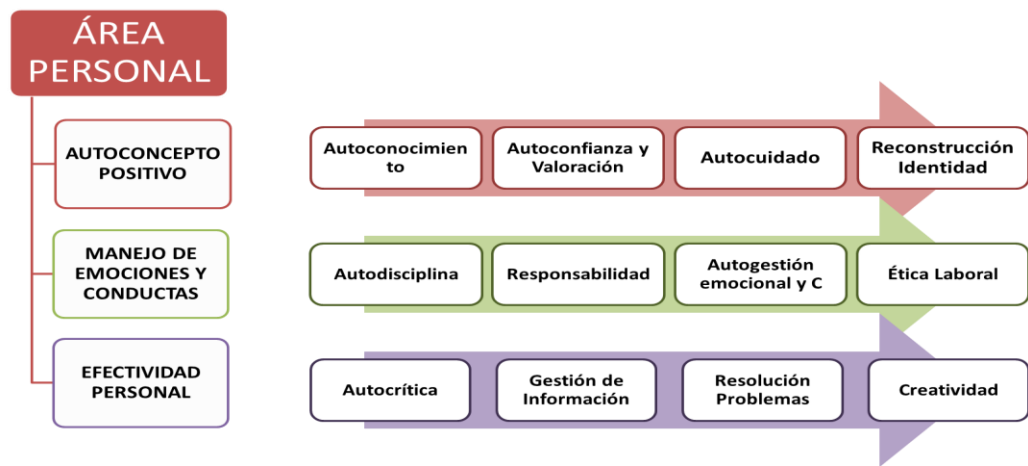 ÁREA
PERSONAL
AUTOCONCEPTO
POSITIVO
Autoconocimien
to
Autoconfianza y
Valoración
Autocuidado
Reconstrucción
Identidad
MANEJO DE
EMOCIONES Y
CONDUCTAS
Autodisciplina
Responsabilidad
Autogestión
emocional y C
Ética Laboral
EFECTIVIDAD
PERSONAL
Autocrítica
Gestión de
Información
Resolución
Problemas
Creatividad